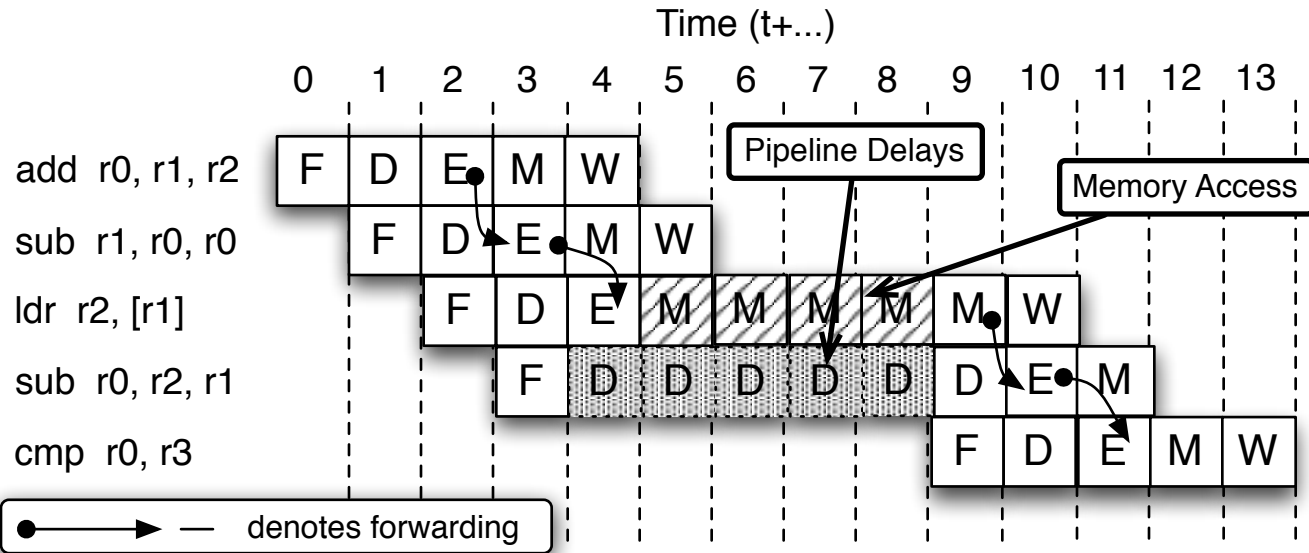 Time (t+...)
0 1 2 3 4 5 6 7 8 9 10 11 12 13
Pipeline Delays
Memory Access
add r0, r1, r2 F D E M W
sub r1, r0, r0 F D E M W
ldr r2, [r1] F D E M M M M M W
sub r0, r2, r1 F D D D D D D E M
cmp r0, r3 F D E M W
— denotes forwarding